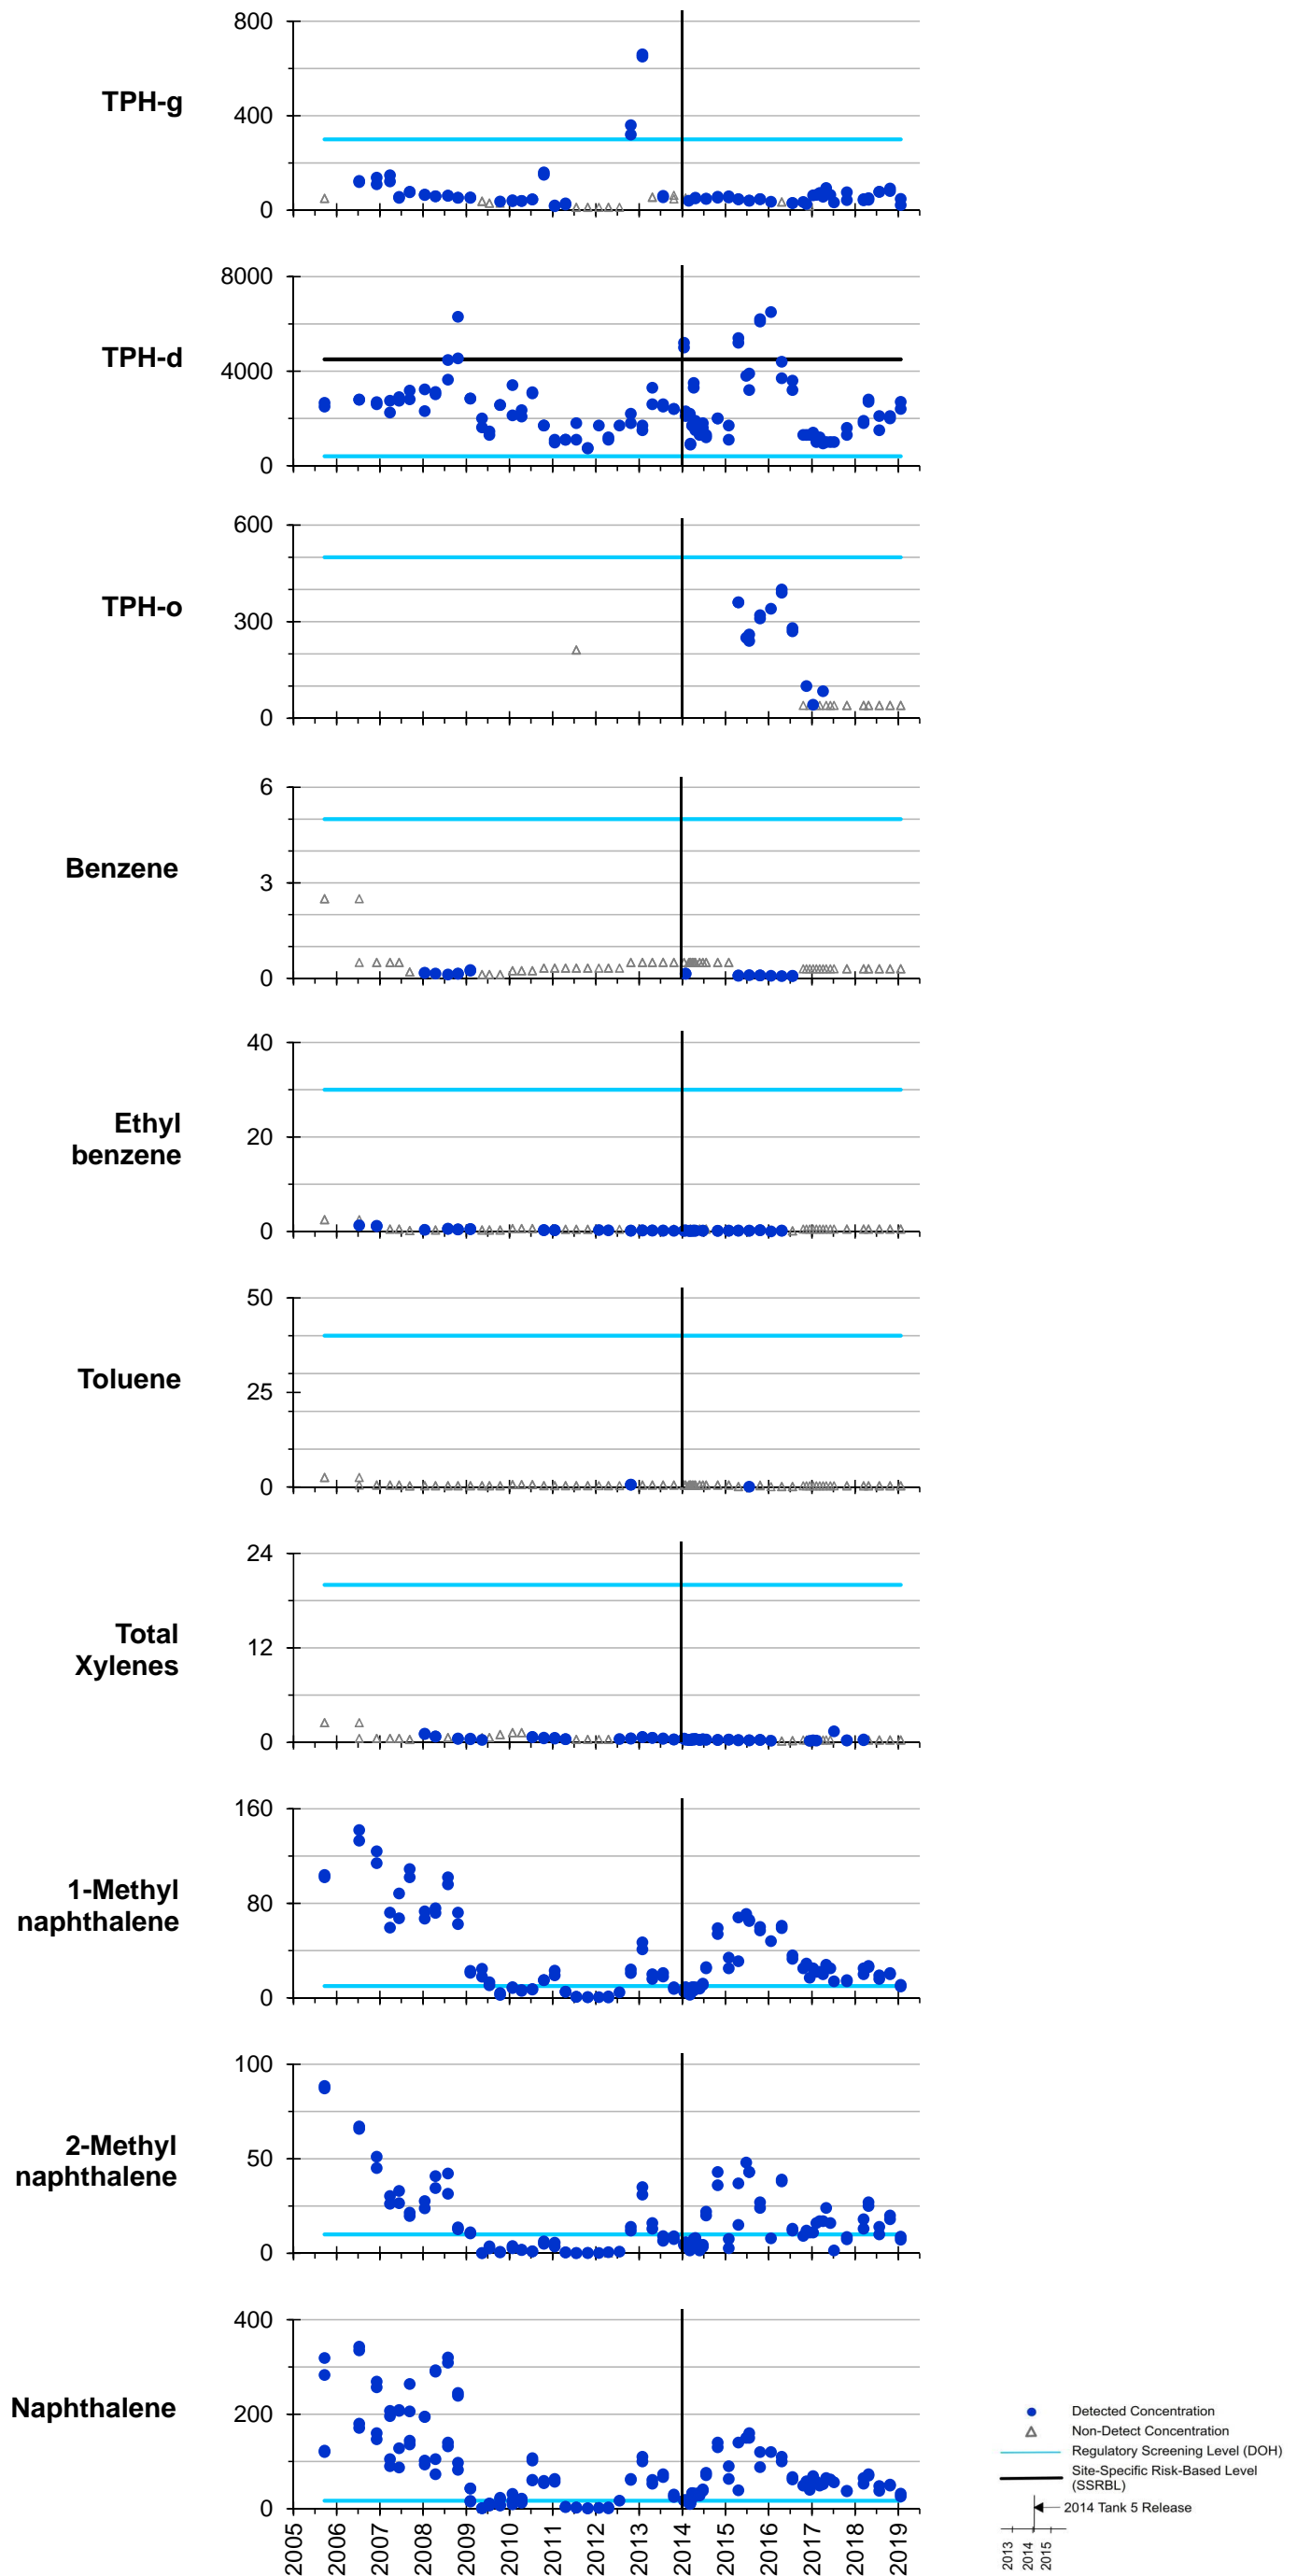 800
TPH-g
400
0
8000
TPH-d
4000
0
600
TPH-o
300
0
6
Benzene
3
0
40
Ethyl
benzene
20
0
50
Toluene
25
0
24
Total
Xylenes
12
0
160
1-Methyl
naphthalene
80
0
100
2-Methyl
naphthalene
50
0
400
Naphthalene
200
0
2005 2006 2007 2008 2009 2010 2011 2012 2013 2014 2015 2016 2017 2018 2019
Detected Concentration
Non-Detect Concentration
Regulatory Screening Level (DOH)
Site-Specific Risk-Based Level
(SSRBL)
2014 Tank 5 Release
2013 2014 2015